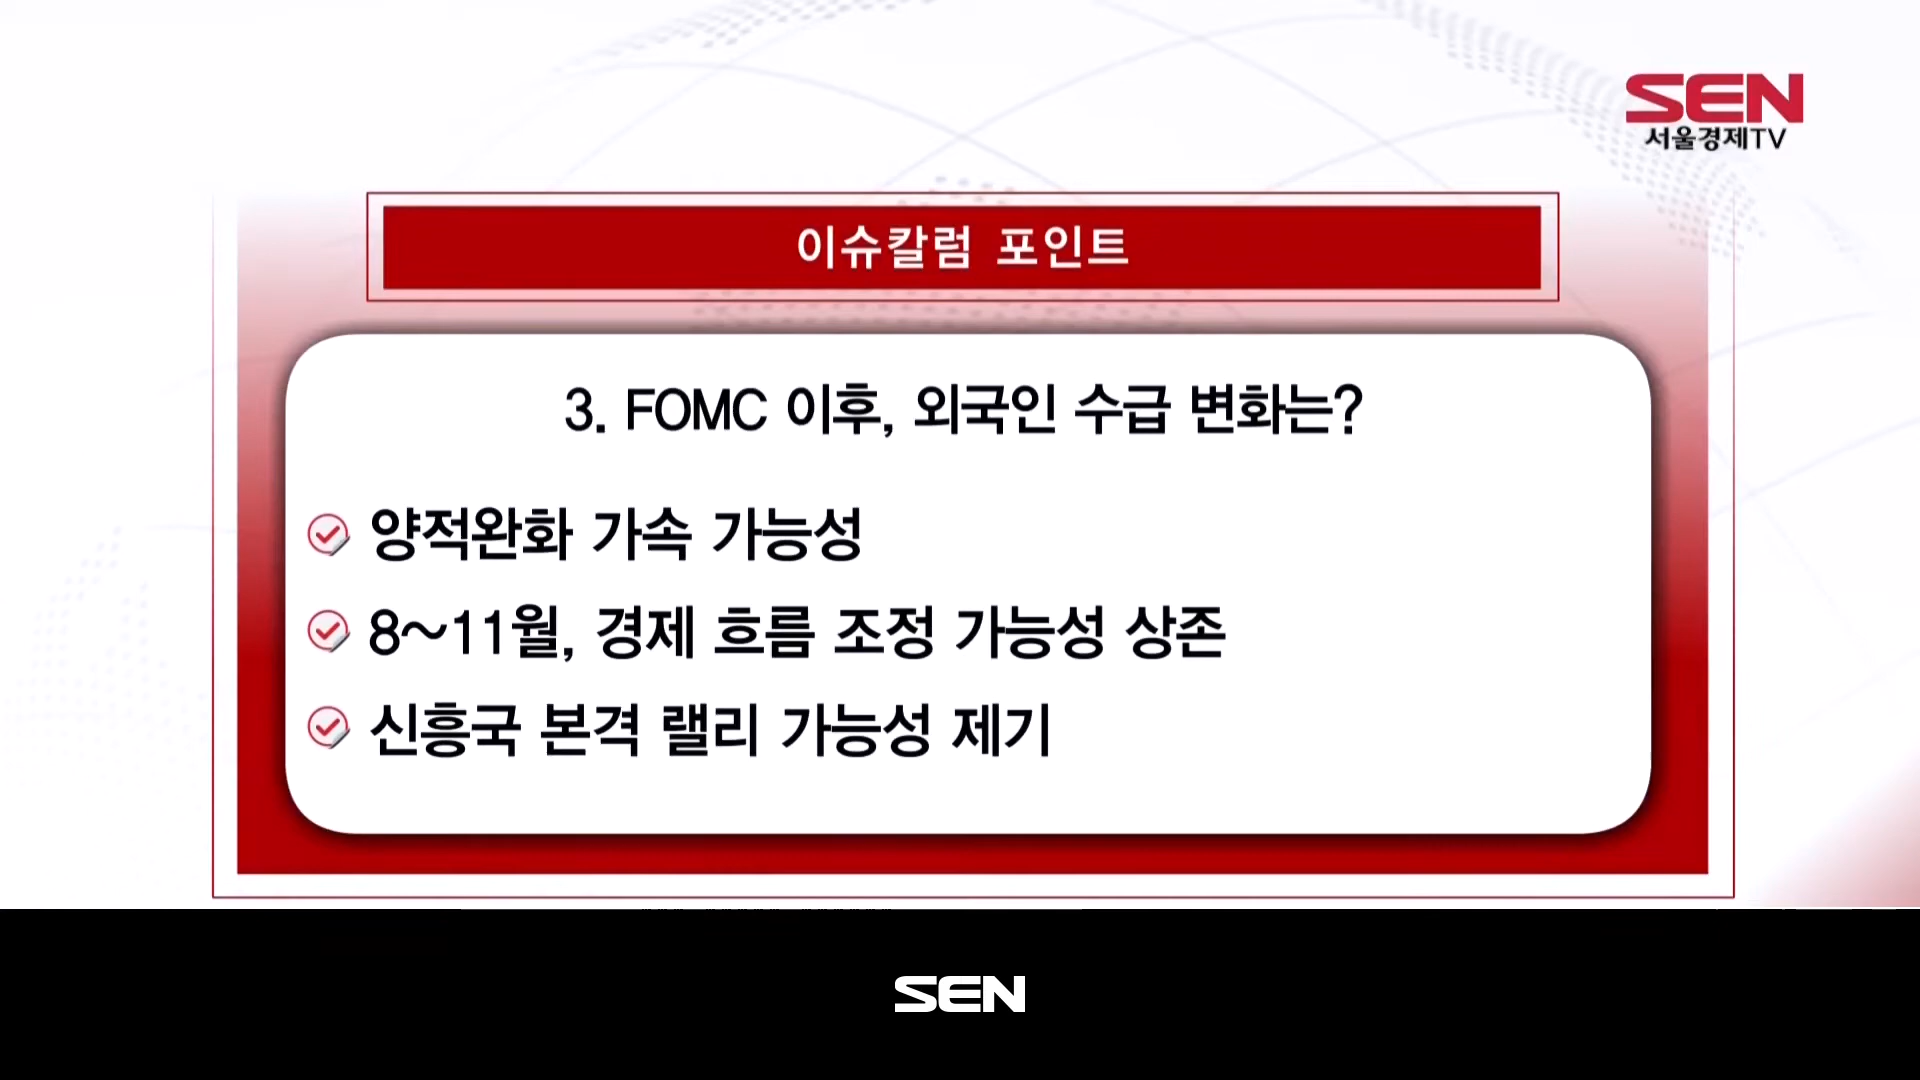 SEN
서울경제TV
이슈칼럼 포인트
3. FOMC 이후, 외국인 수급 변화는?
양적완화 가속 가능성
8~11월, 경제 흐름 조정 가능성 상존
신흥국 본격 랠리 가능성 제기
SEN